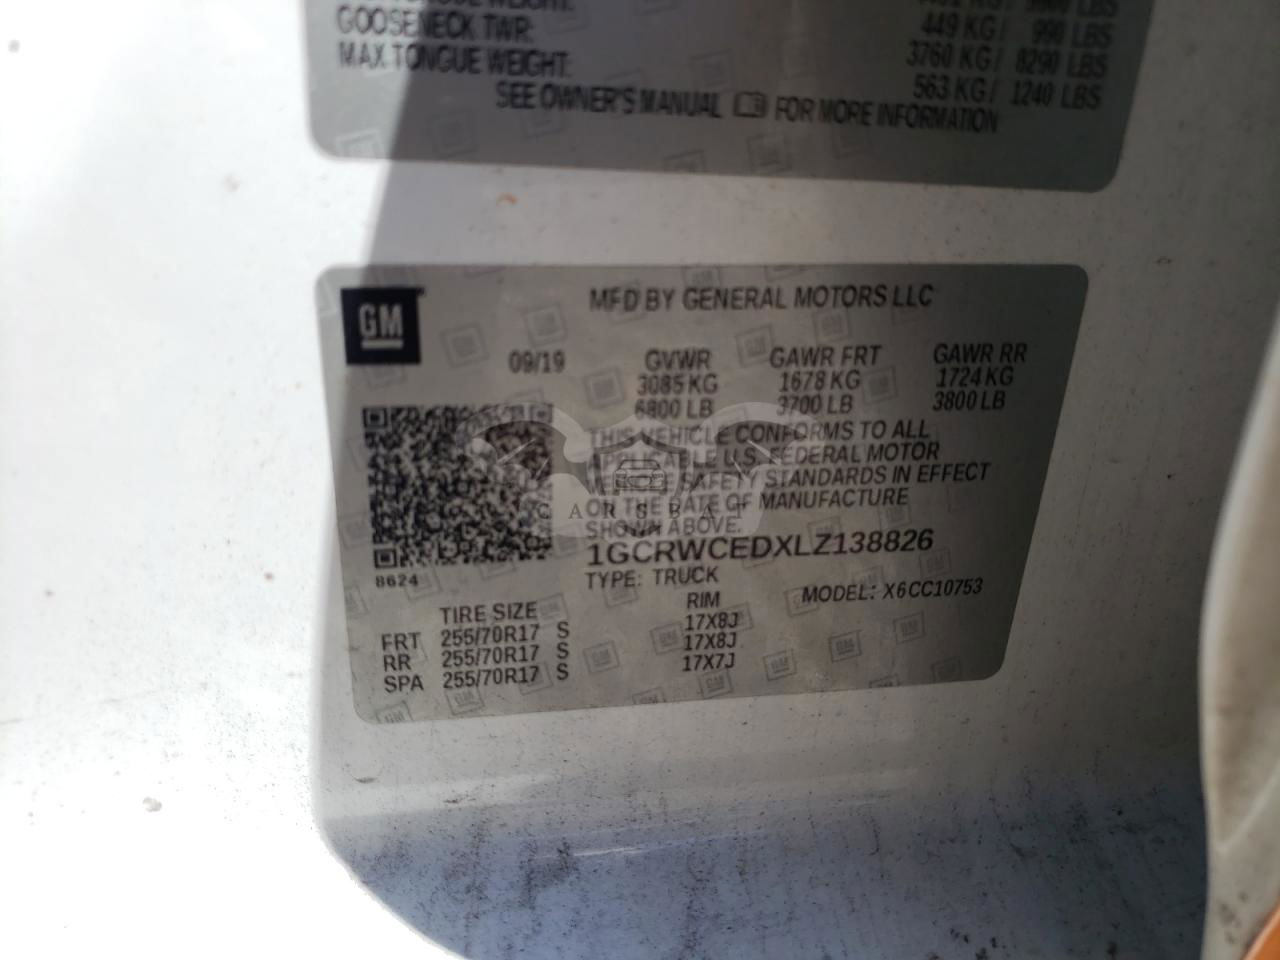 GOOSENECK TWR: 449 KG/ 990 LBS
MAX TONGUE WEIGHT: 3760 KG/ 8290 LBS
563 KG/ 1240 LBS
SEE OWNER'S MANUAL FOR MORE INFORMATION
GM
MFD BY GENERAL MOTORS LLC
09/19 GVWR GAWR FRT GAWR RR
3085 KG 1678 KG 1724 KG
6800 LB 3700 LB 3800 LB
THIS VEHICLE CONFORMS TO ALL
APPLICABLE U.S. FEDERAL MOTOR
VEHICLE SAFETY STANDARDS IN EFFECT
ON THE DATE OF MANUFACTURE
SHOWN ABOVE.
CARSBAT
1GCRWCEDXLZ138826
8624
TYPE: TRUCK MODEL: X6CC10753
TIRE SIZE RIM
FRT 255/70R17 S 17X8J
RR 255/70R17 S 17X8J
SPA 255/70R17 S 17X7J